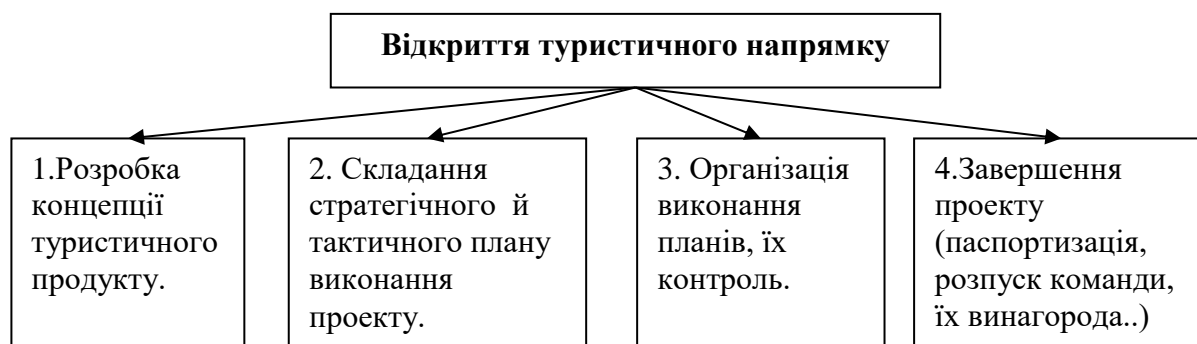 Відкриття туристичного напрямку
1.Розробка
концепції
туристичного
продукту.
2. Складання
стратегічного й
тактичного плану
виконання
проекту.
3. Організація
виконання
планів, їх
контроль.
4.Завершення
проекту
(паспортизація,
розпуск команди,
їх винагорода..)